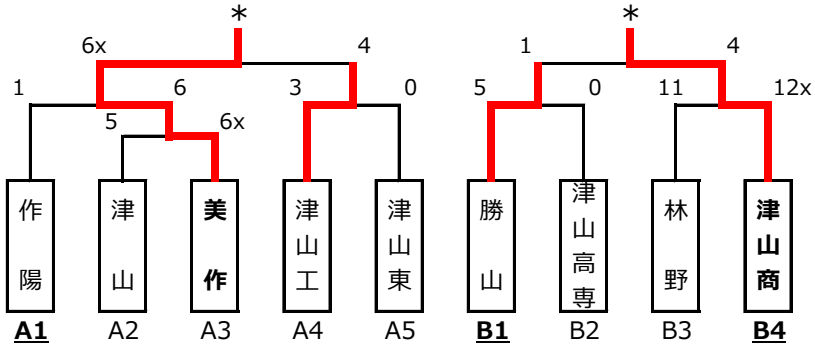 * *
6x 4 1 4
1 6 3 0 5 0 11 12x
5 6x
作陽
津山
美作
津山工
津山東
勝山
津山高専
林野
津山商
A1 A2 A3 A4 A5 B1 B2 B3 B4